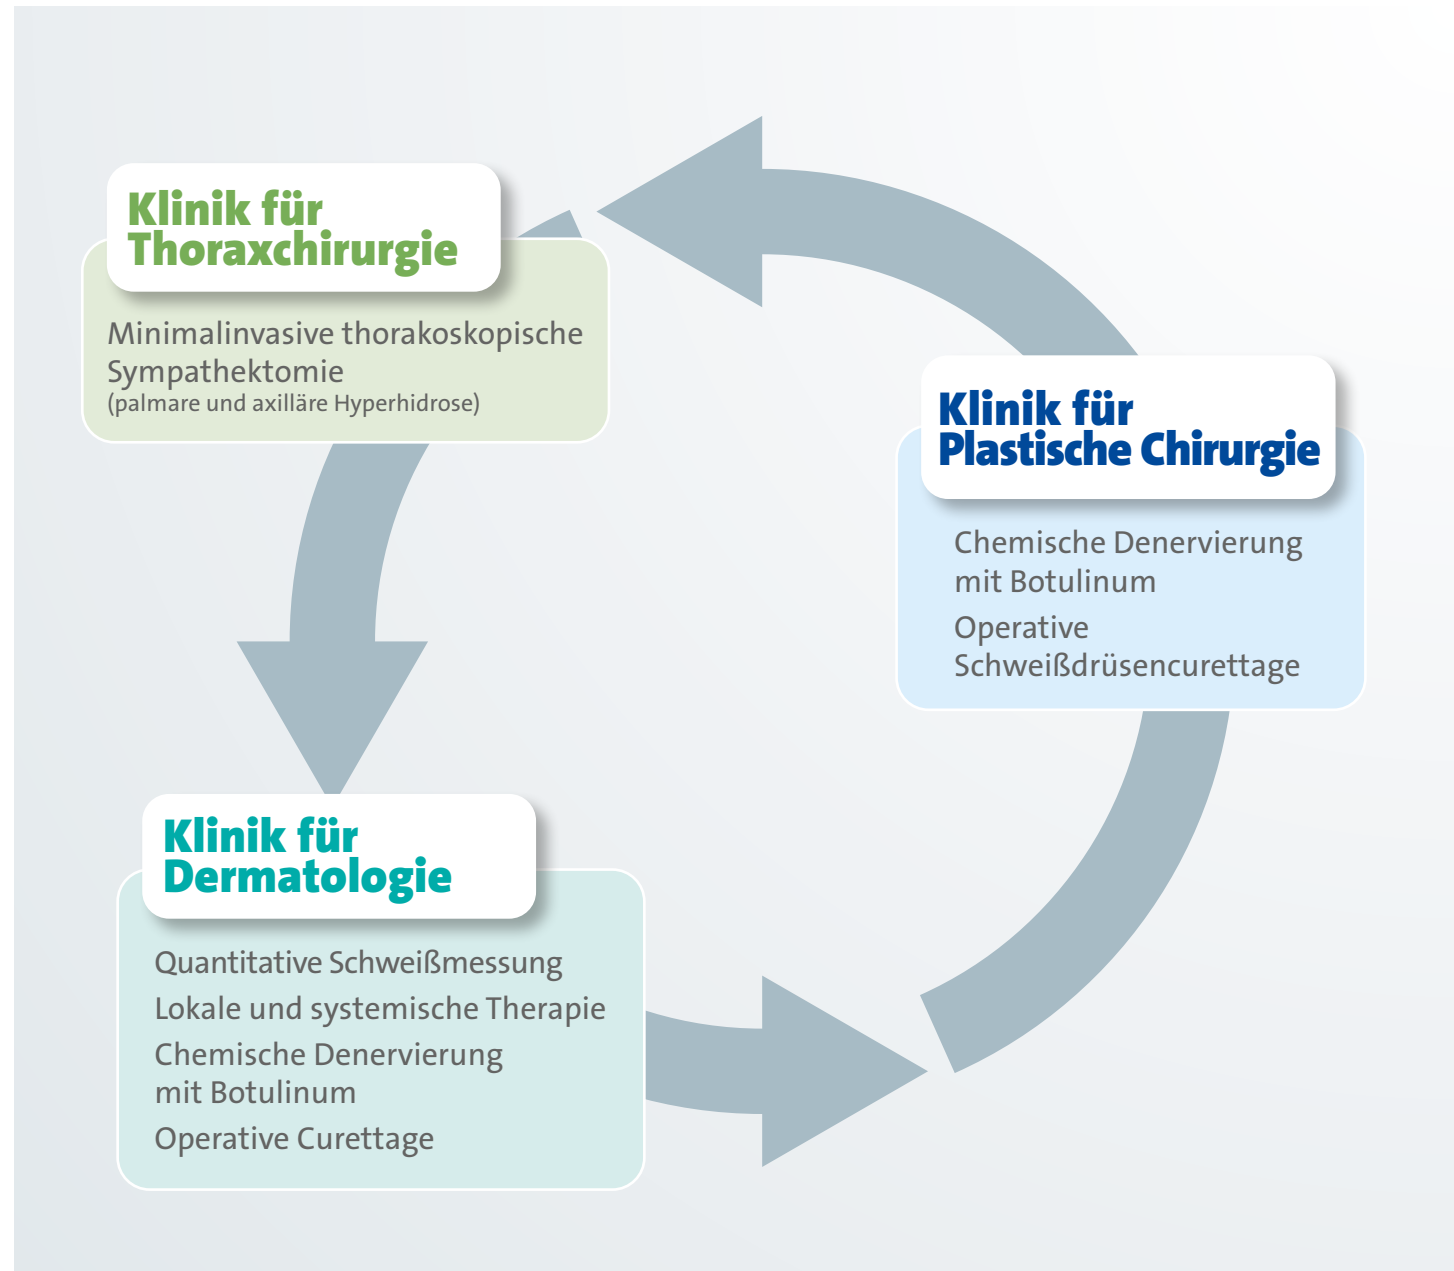 Klinik für
Thoraxchirurgie
Minimalinvasive thorakoskopische
Sympathektomie
(palmare und axilläre Hyperhidrose)
Klinik für
Plastische Chirurgie
Chemische Denervierung
mit Botulinum
Operative
Schweißdrüsencurettage
Klinik für
Dermatologie
Quantitative Schweißmessung
Lokale und systemische Therapie
Chemische Denervierung
mit Botulinum
Operative Curettage